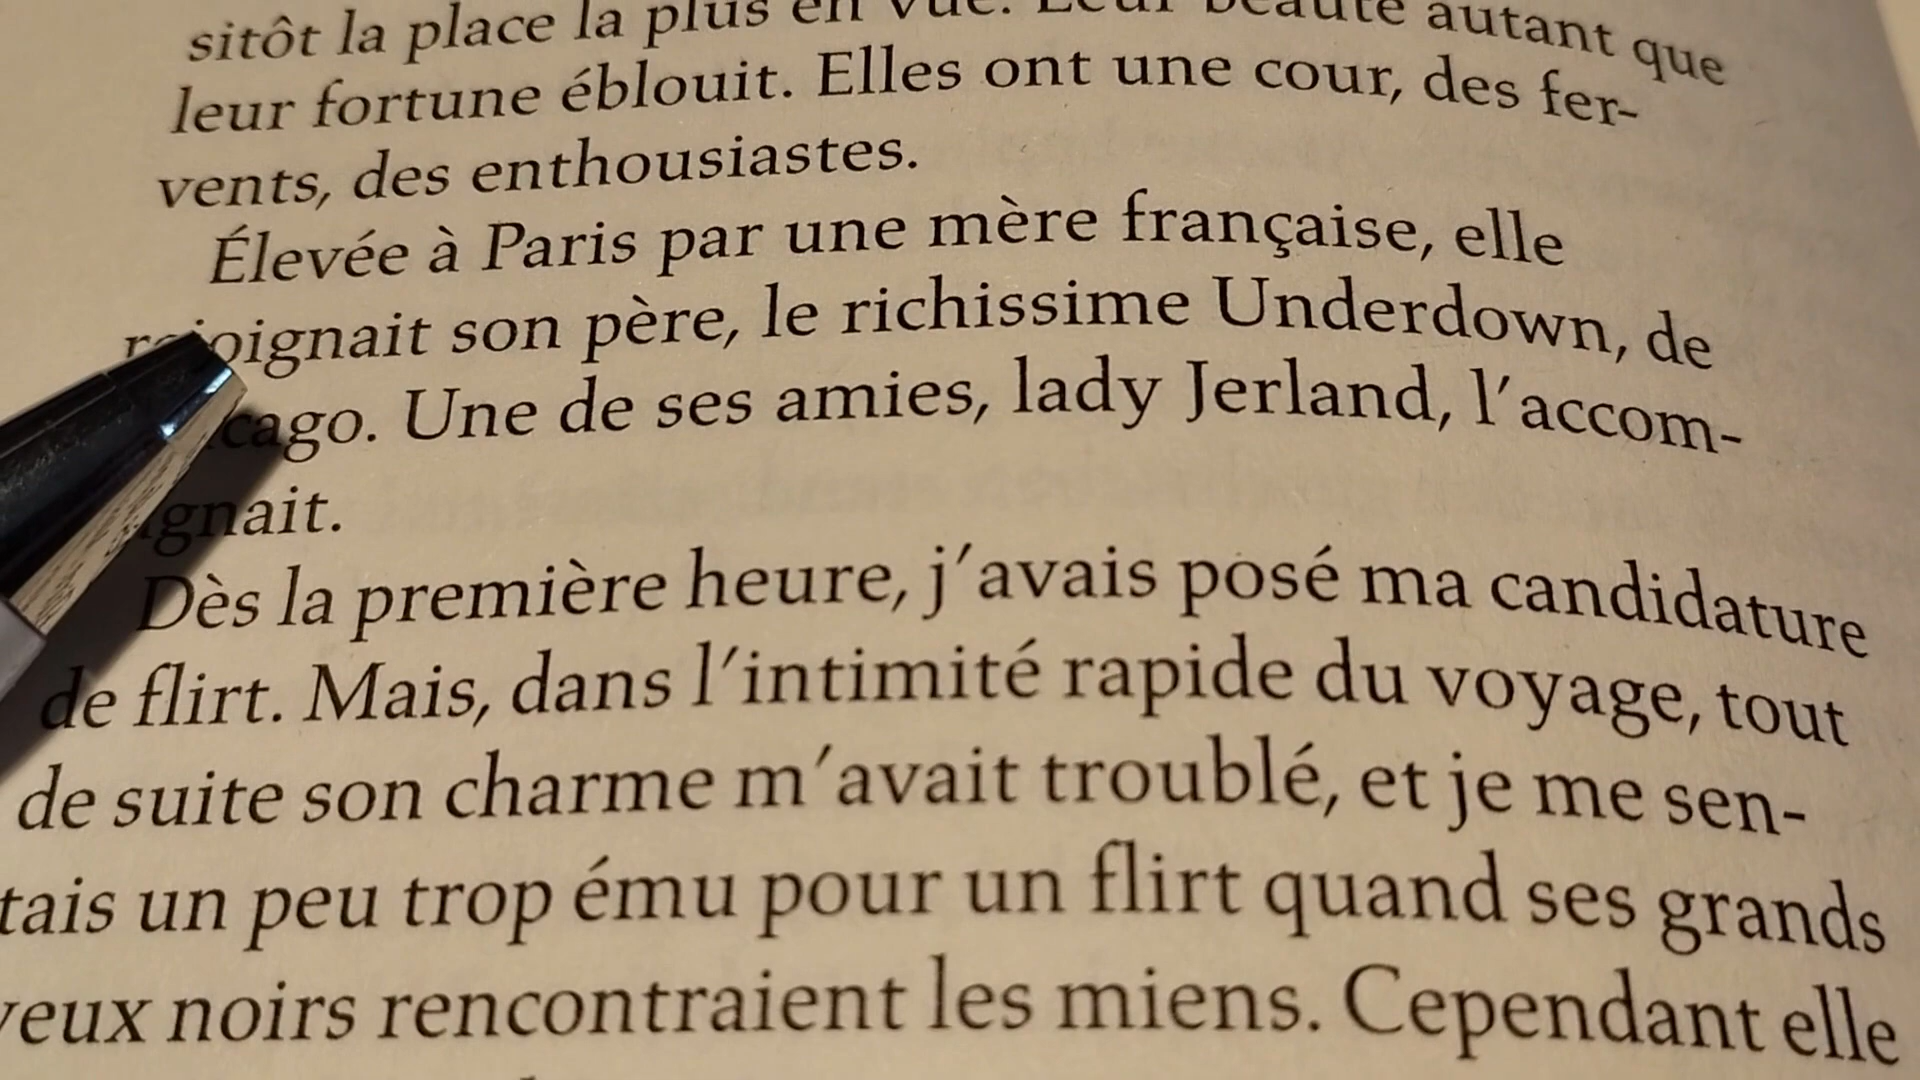 sitôt la place la plus en vue. Leur beauté autant que
leur fortune éblouit. Elles ont une cour, des fer-
vents, des enthousiastes.
Élevée à Paris par une mère française, elle
rejoignait son père, le richissime Underdown, de
cago. Une de ses amies, lady Jerland, l’accom-
gnait.
Dès la première heure, j’avais posé ma candidature
de flirt. Mais, dans l’intimité rapide du voyage, tout
de suite son charme m’avait troublé, et je me sen-
tais un peu trop ému pour un flirt quand ses grands
yeux noirs rencontraient les miens. Cependant elle